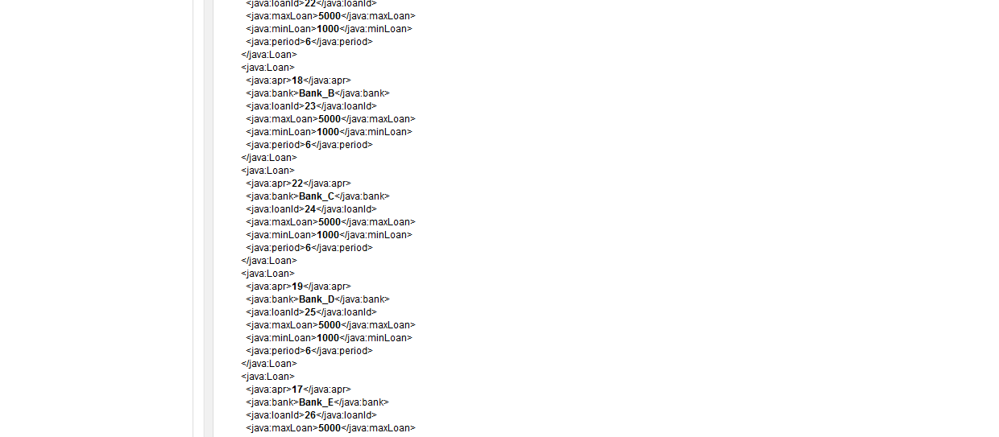 <java:loanId>22</java:loanId>
<java:maxLoan>5000</java:maxLoan>
<java:minLoan>1000</java:minLoan>
<java:period>6</java:period>
</java:Loan>
<java:Loan>
<java:apr>18</java:apr>
<java:bank>Bank_B</java:bank>
<java:loanId>23</java:loanId>
<java:maxLoan>5000</java:maxLoan>
<java:minLoan>1000</java:minLoan>
<java:period>6</java:period>
</java:Loan>
<java:Loan>
<java:apr>22</java:apr>
<java:bank>Bank_C</java:bank>
<java:loanId>24</java:loanId>
<java:maxLoan>5000</java:maxLoan>
<java:minLoan>1000</java:minLoan>
<java:period>6</java:period>
</java:Loan>
<java:Loan>
<java:apr>19</java:apr>
<java:bank>Bank_D</java:bank>
<java:loanId>25</java:loanId>
<java:maxLoan>5000</java:maxLoan>
<java:minLoan>1000</java:minLoan>
<java:period>6</java:period>
</java:Loan>
<java:Loan>
<java:apr>17</java:apr>
<java:bank>Bank_E</java:bank>
<java:loanId>26</java:loanId>
<java:maxLoan>5000</java:maxLoan>